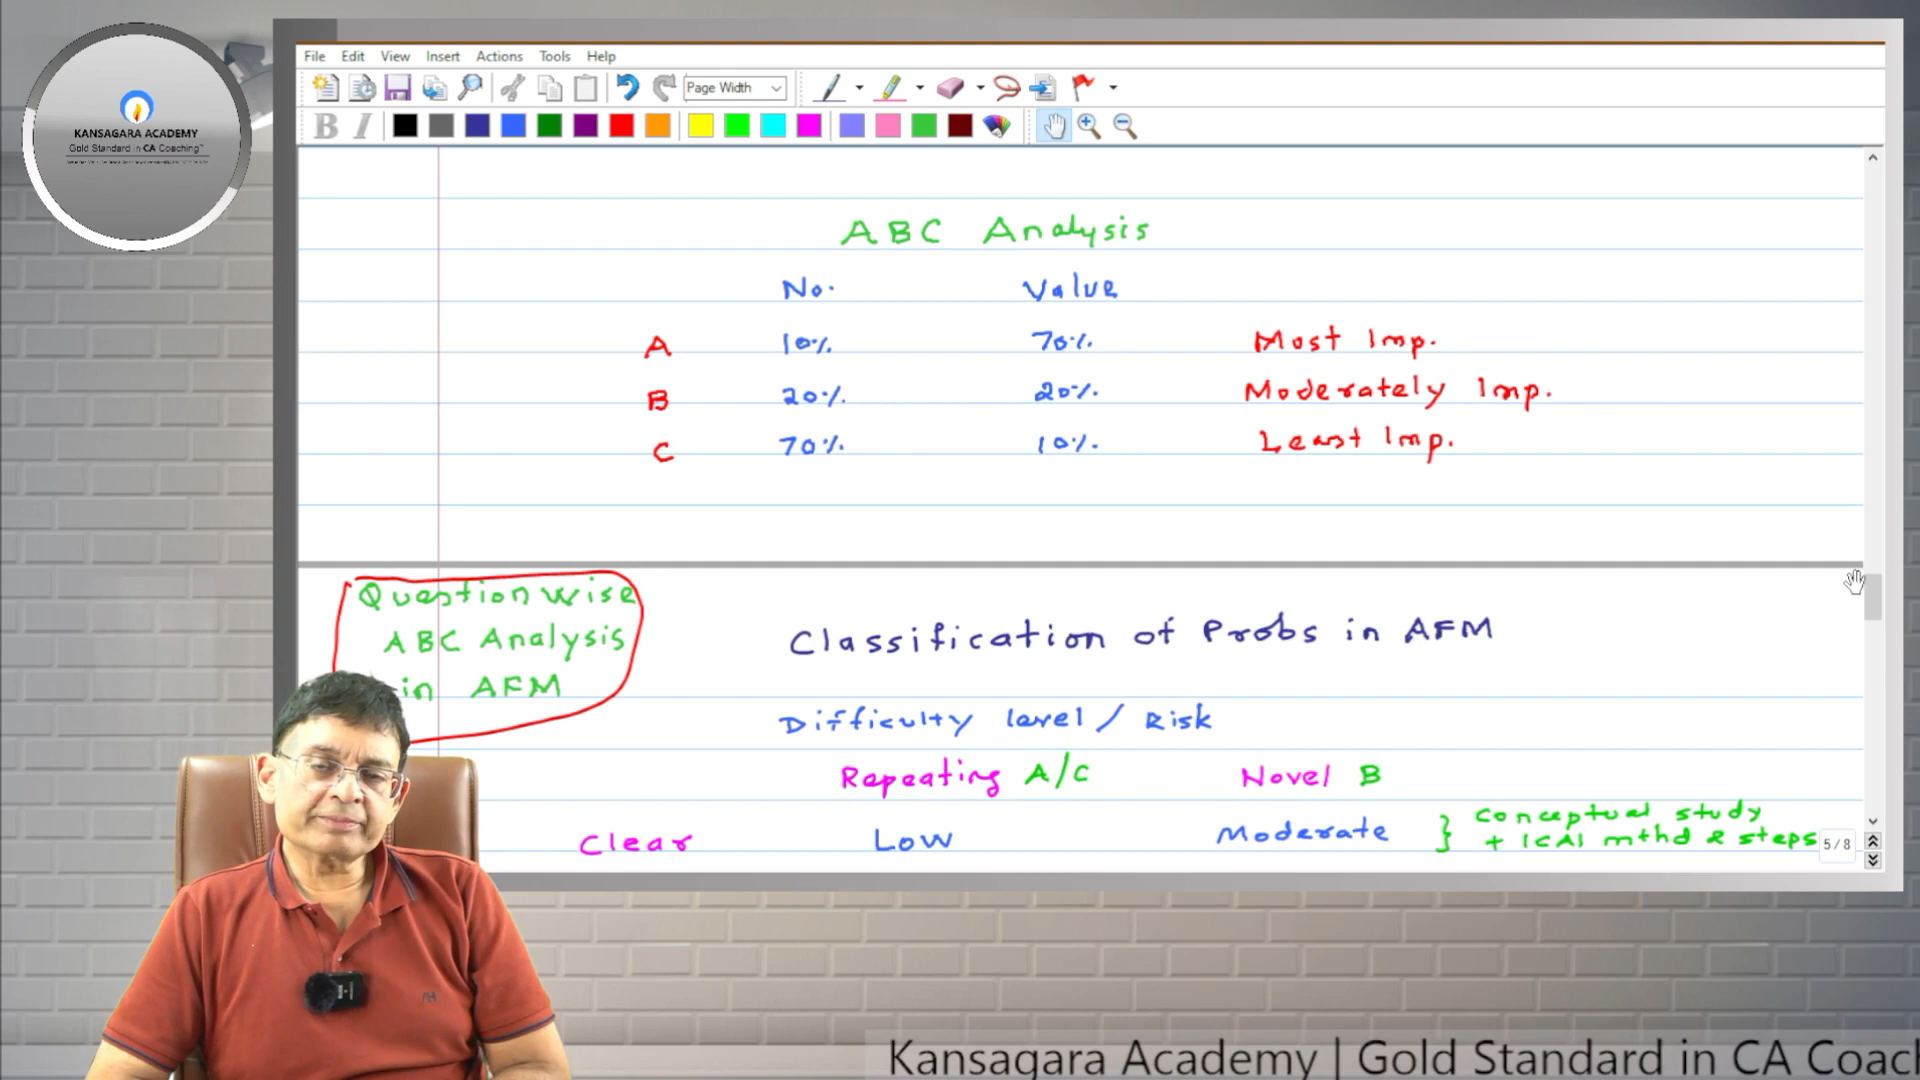 KANSAGARA ACADEMY
Gold Standard in CA Coaching™
File Edit View Insert Actions Tools Help
Page Width
B I
ABC Analysis
No. Value
A 10% 70% Most Imp.
B 20% 20% Moderately Imp.
C 70% 10% Least Imp.
Questionwise
ABC Analysis
in AFM
Classification of Probs in AFM
Difficulty level / Risk
Repeating A/C Novel B
Clear Low Moderate } Conceptual study
+ ICAI mthd & steps
5 / 8
Kansagara Academy | Gold Standard in CA Coac